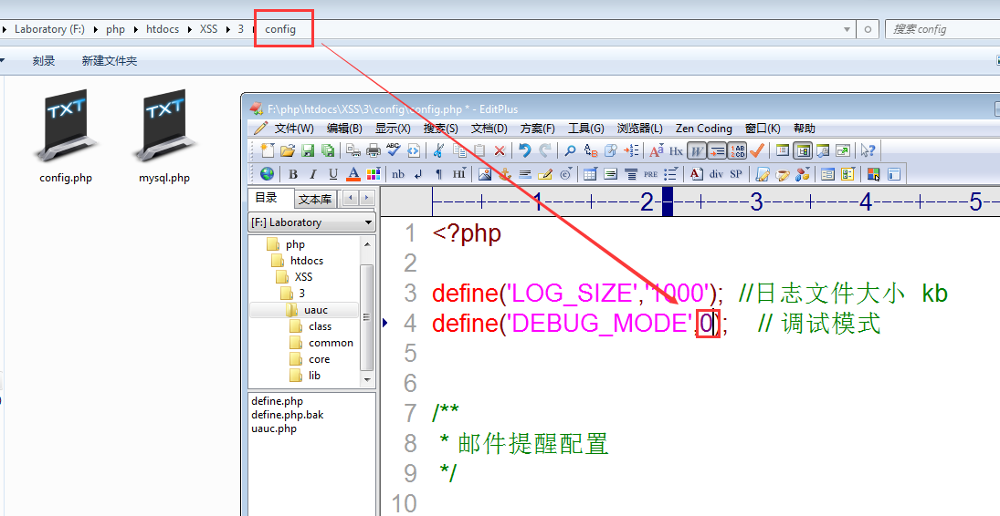 Laboratory (F:) php htdocs XSS 3 config 搜索 config
刻录 新建文件夹
TXT TXT
config.php mysql.php
F:\php\htdocs\XSS\3\config\config.php * - EditPlus
文件(W) 编辑(B) 显示(X) 搜索(S) 文档(D) 方案(F) 工具(G) 浏览器(L) Zen Coding 窗口(K) 帮助
ABC Hx W
B I U A nb ¶ HI PRE A div SP
目录 文本库
[F:] Laboratory
php
htdocs
XSS
3
uauc
class
common
core
lib
define.php
define.php.bak
uauc.php
1 2 3 4 5
1 <?php
2
3 define('LOG_SIZE','1000'); //日志文件大小 kb
4 define('DEBUG_MODE',0); // 调试模式
5
6
7 /**
8 * 邮件提醒配置
9 */
10